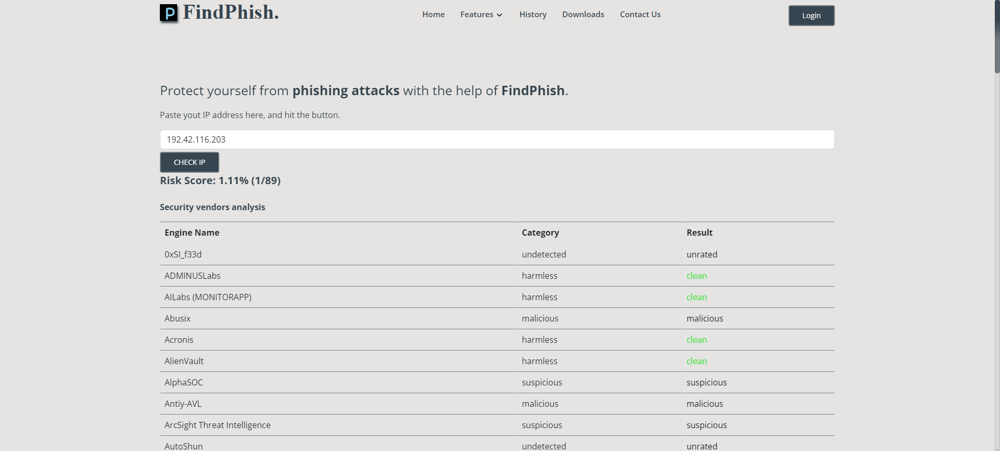 P FindPhish.
Home Features History Downloads Contact Us Login
Protect yourself from phishing attacks with the help of FindPhish.
Paste yout IP address here, and hit the button.
192.42.116.203
CHECK IP
Risk Score: 1.11% (1/89)
Security vendors analysis
Engine Name Category Result
0xSI_f33d undetected unrated
ADMINUSLabs harmless clean
AILabs (MONITORAPP) harmless clean
Abusix malicious malicious
Acronis harmless clean
AlienVault harmless clean
AlphaSOC suspicious suspicious
Antiy-AVL malicious malicious
ArcSight Threat Intelligence suspicious suspicious
AutoShun undetected unrated